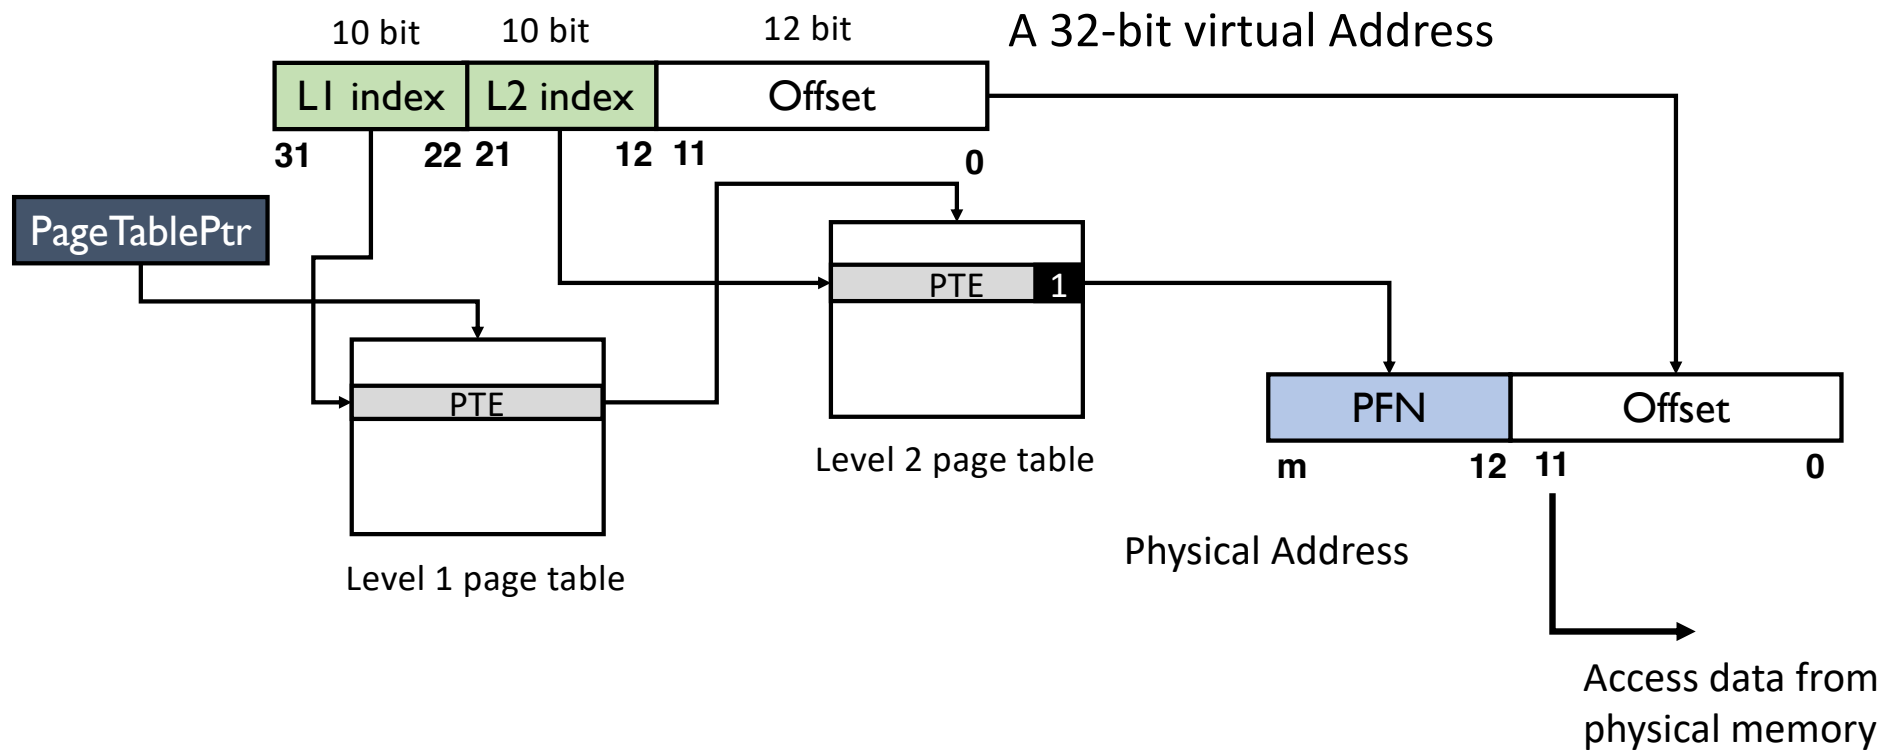 10 bit 10 bit 12 bit A 32-bit virtual Address
L1 index L2 index Offset
31 22 21 12 11 0
PageTablePtr
PTE 1
PTE
PFN Offset
Level 2 page table
m 12 11 0
Physical Address
Level 1 page table
Access data from
physical memory